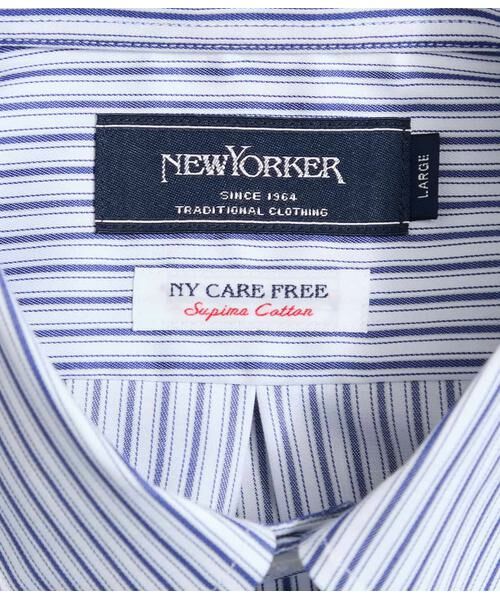 NEWYORKER
SINCE 1964
TRADITIONAL CLOTHING
LARGE
NY CARE FREE
Supima Cotton